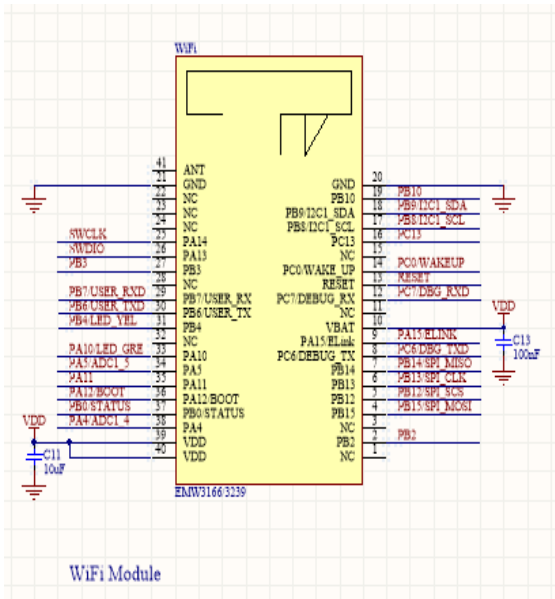 WiFi
41 ANT
21 GND GND 20
22 NC PB10 19 PB10
23 NC PB9/I2C1_SDA 18 PB9/I2C1_SDA
24 NC PB8/I2C1_SCL 17 PB8/I2C1_SCL
SWCLK 25 PA14 PC13 16 PC13
SWDIO 26 PA13 NC 15
PB3 27 PB3 PC0/WAKE_UP 14 PC0/WAKEUP
28 NC RESET 13 RESET
PB7/USER_RXD 29 PB7/USER_RX PC7/DEBUG_RX 12 PC7/DBG_RXD
PB6/USER_TXD 30 PB6/USER_TX NC 11 VDD
PB4/LED_YEL 31 PB4 VBAT 10
32 NC PA15/ELink 9 PA15/ELINK
PA10/LED_GRE 33 PA10 PC6/DEBUG_TX 8 PC6/DBG_TXD
PA5/ADC1_5 34 PA5 PB14 7 PB14/SPI_MISO
PA11 35 PA11 PB13 6 PB13/SPI_CLK
PA12/BOOT 36 PA12/BOOT PB12 5 PB12/SPI_SCS
PB0/STATUS 37 PB0/STATUS PB15 4 PB15/SPI_MOSI
PA4/ADC1_4 38 PA4 NC 3
39 VDD PB2 2 PB2
40 VDD NC 1
C13
100nF
VDD
C11
10uF
EMW3166/3239
WiFi Module